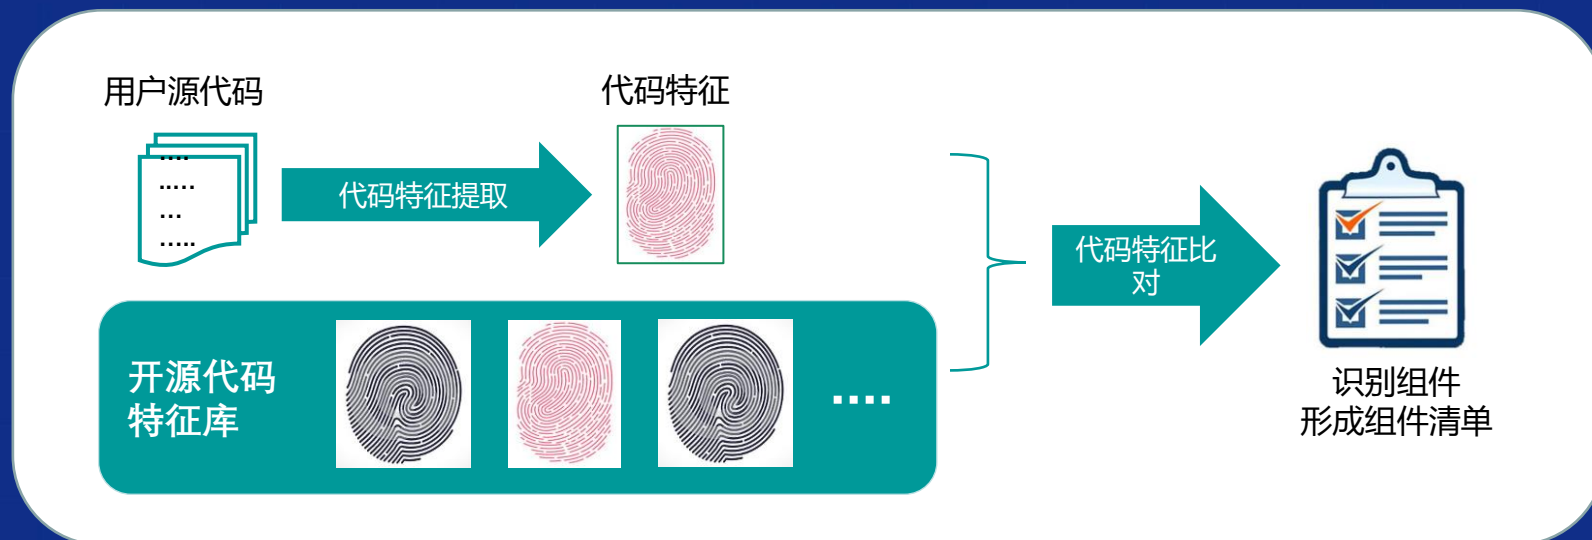 用户源代码
代码特征
....
.....
...
.....
代码特征提取
代码特征比
对
开源代码
特征库
....
识别组件
形成组件清单